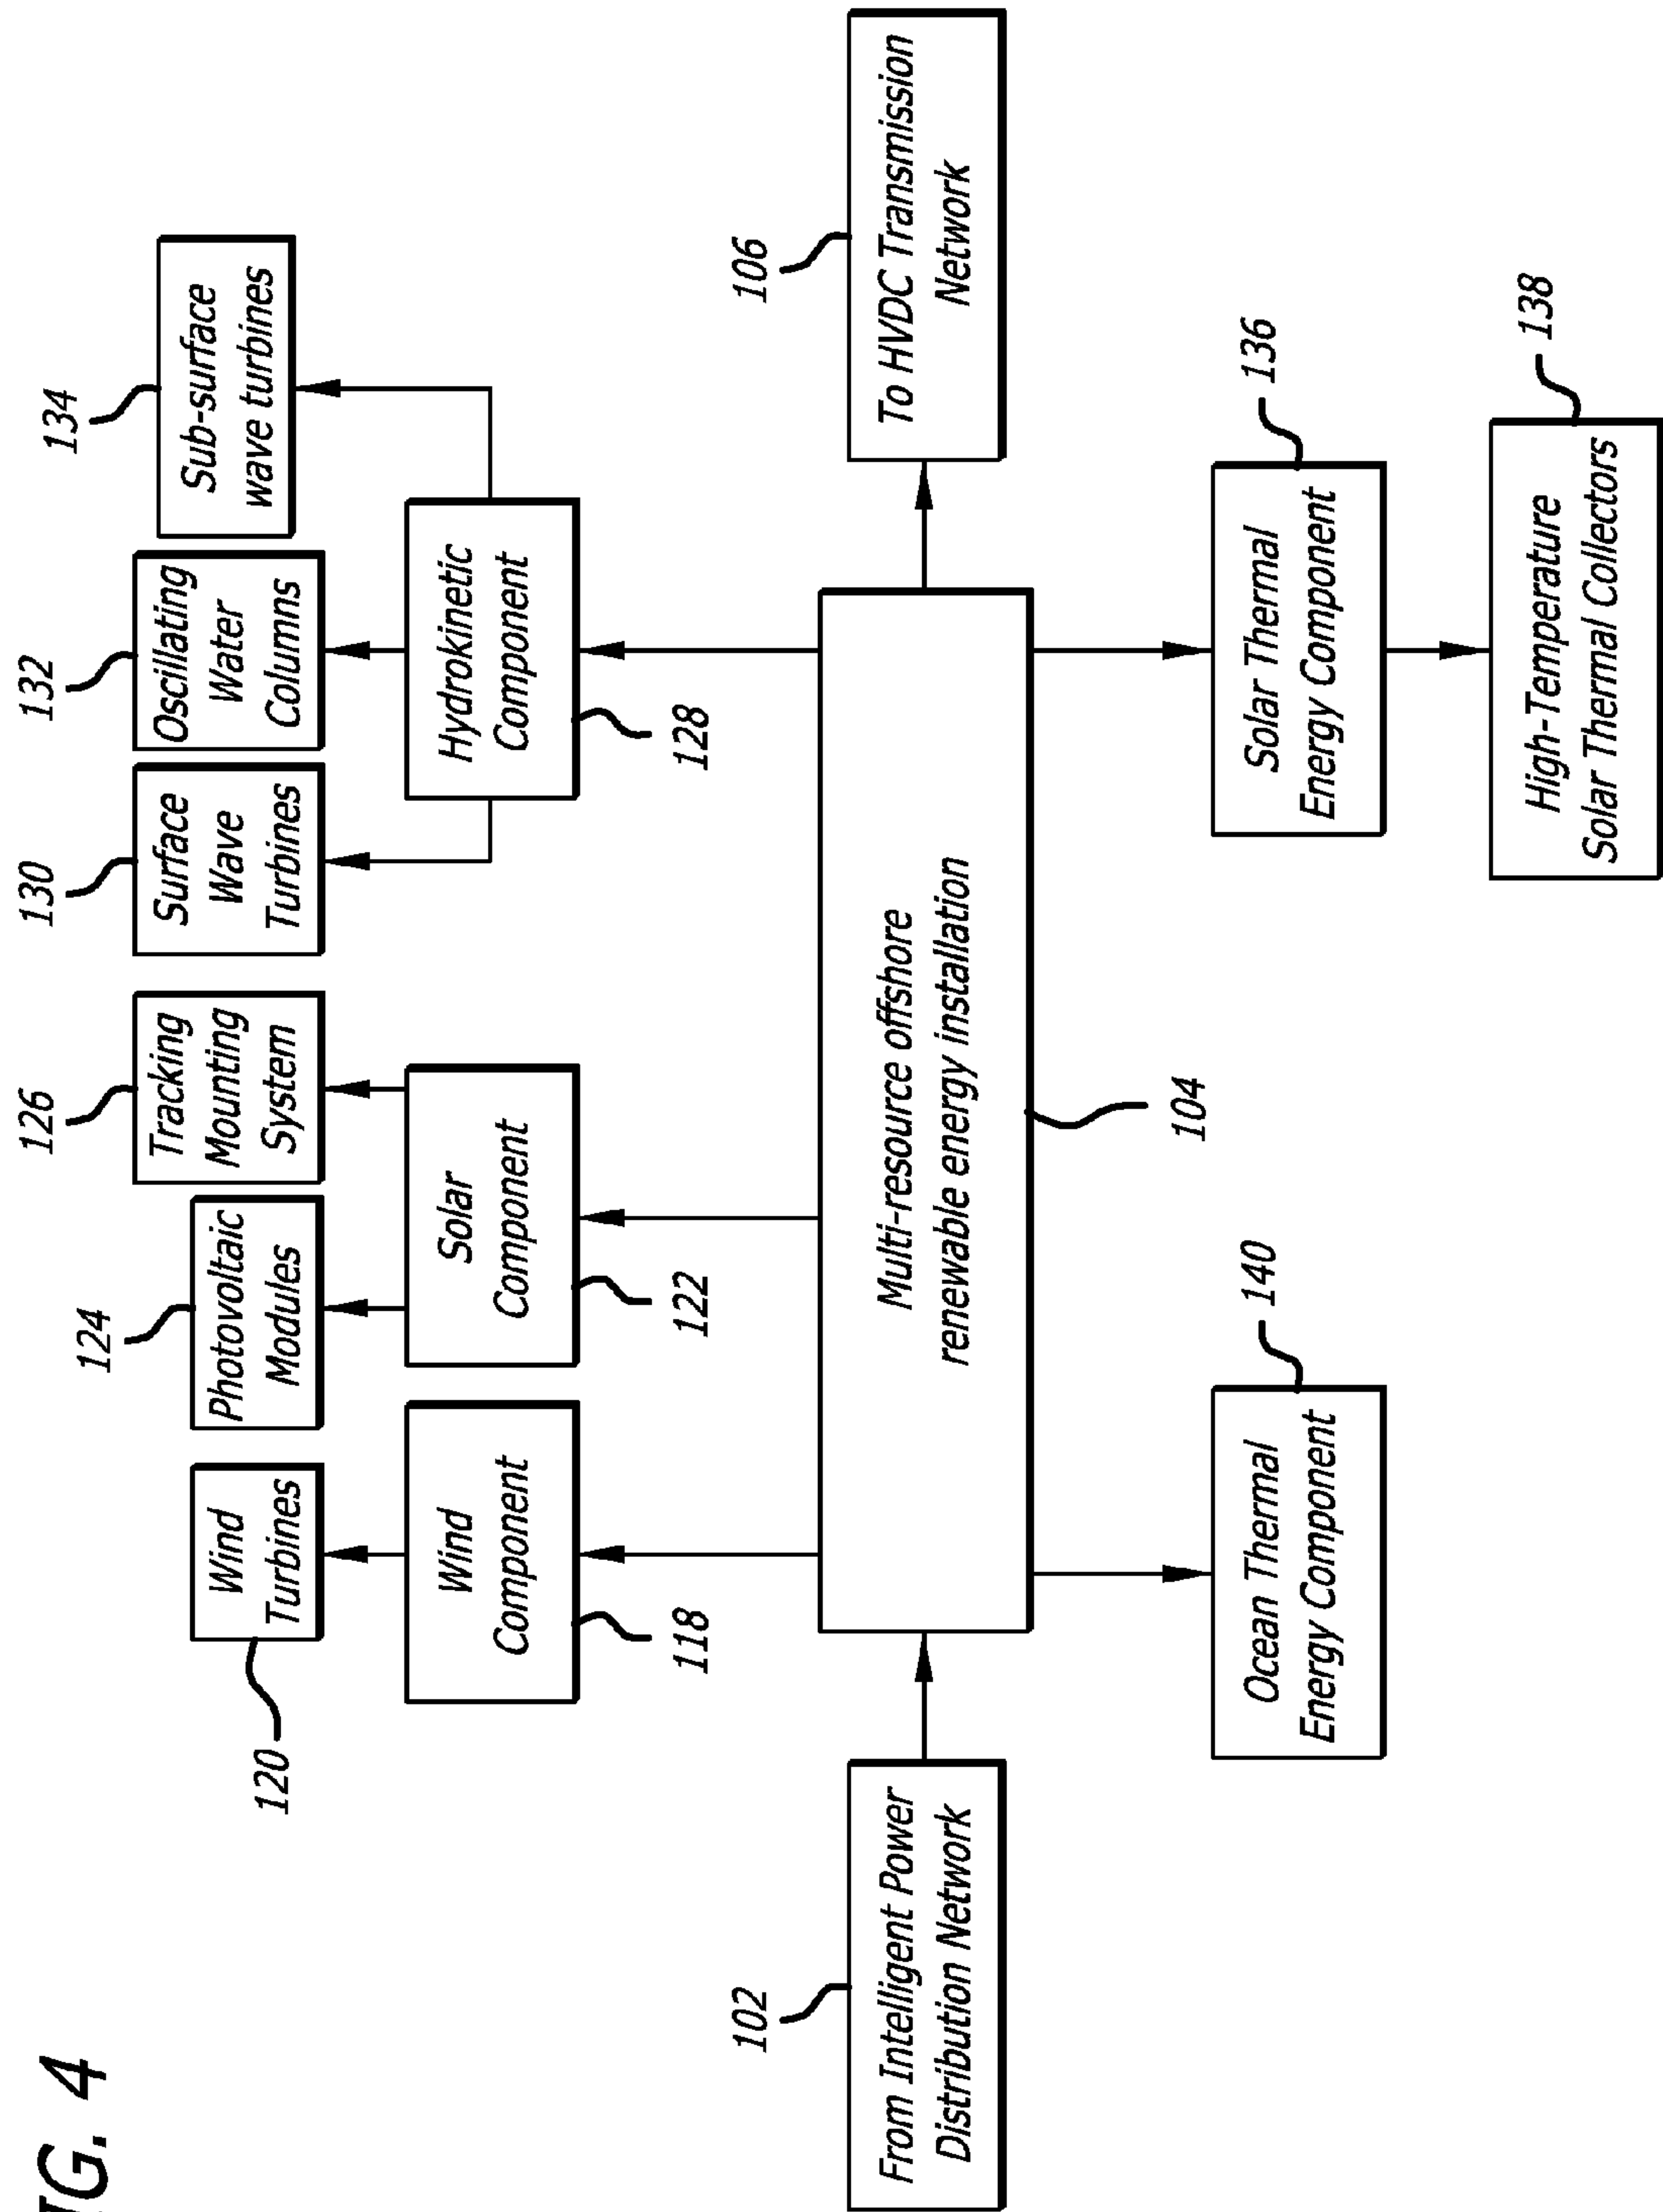 IG. 4
120
124
126
130
132
134
Wind
Turbines
Photovoltaic
Modules
Tracking
Mounting
System
Surface
Wave
Turbines
Oscillating
Water
Columns
Sub-surface
wave turbines
Wind
Component
Solar
Component
Hydrokinetic
Component
118
122
128
102
106
From Intelligent Power
Distribution Network
Multi-resource offshore
renewable energy installation
To HVDC Transmission
Network
104
140
136
Ocean Thermal
Energy Component
Solar Thermal
Energy Component
138
High-Temperature
Solar Thermal Collectors